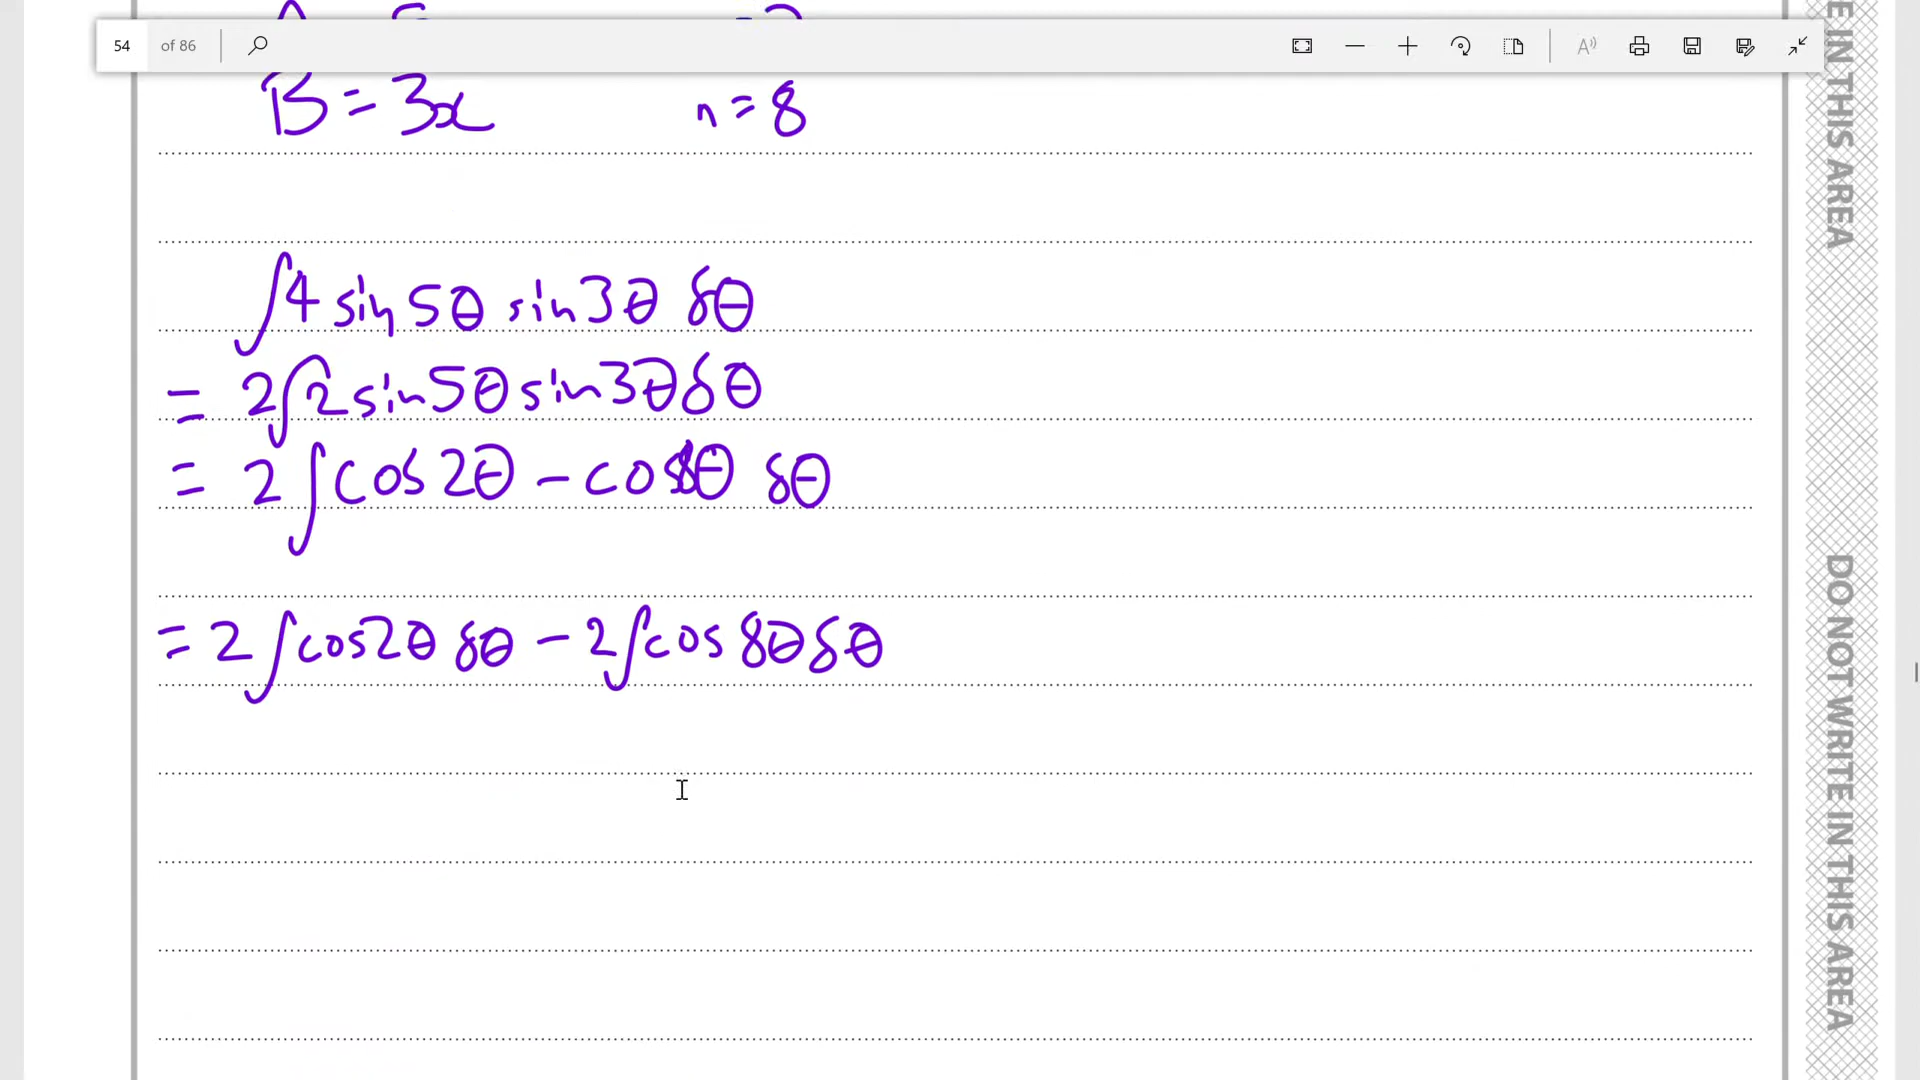 54 of 86
B = 3x n = 8
∫4 sin 5θ sin 3θ δθ
= 2∫2 sin 5θ sin 3θ δθ
= 2∫cos 2θ − cos 8θ δθ
= 2∫cos 2θ δθ − 2∫cos 8θ δθ
E IN THIS AREA
DO NOT WRITE IN THIS AREA